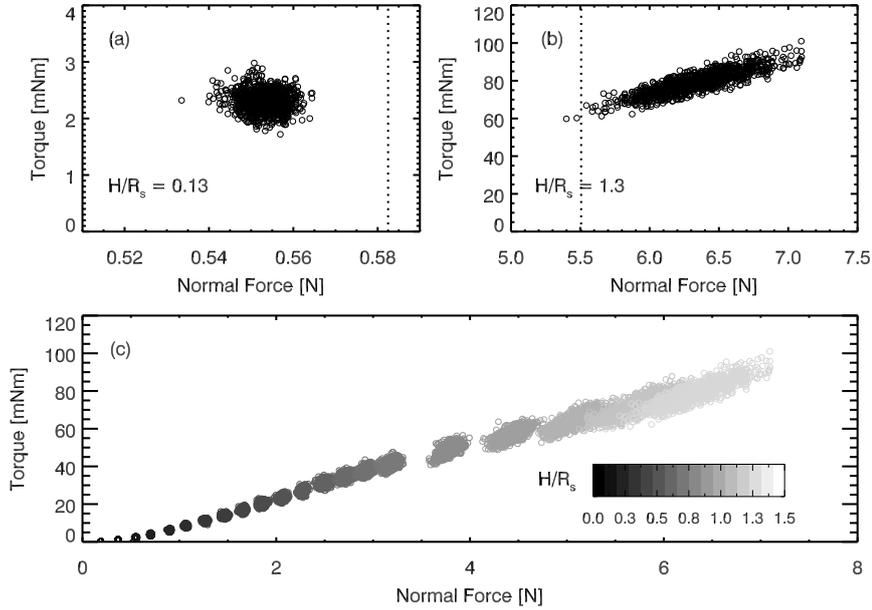 4
3
2
1
0
Torque [mNm]
(a)
H/Rs = 0.13
0.52 0.54 0.56 0.58
Normal Force [N]
120
100
80
60
40
20
0
Torque [mNm]
(b)
H/Rs = 1.3
5.0 5.5 6.0 6.5 7.0 7.5
Normal Force [N]
120
100
80
60
40
20
0
Torque [mNm]
(c)
H/Rs
0.0 0.3 0.5 0.8 1.0 1.3 1.5
0 2 4 6 8
Normal Force [N]